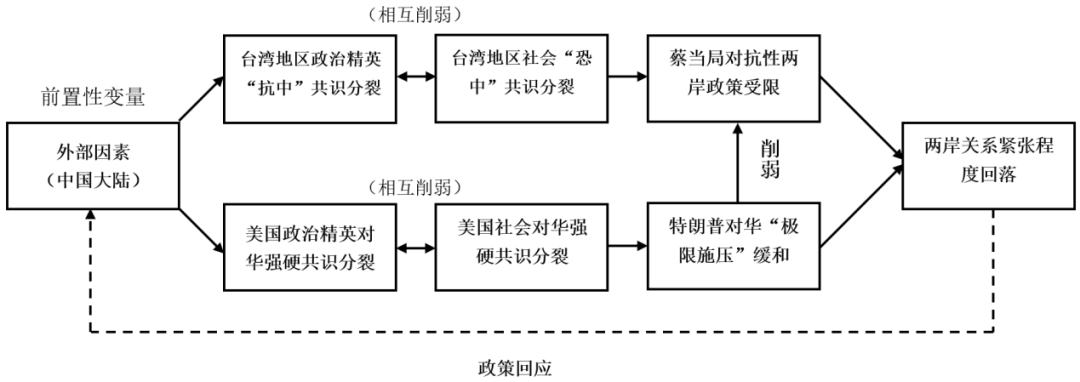 （相互削弱）
台湾地区政治精英
“抗中”共识分裂
台湾地区社会“恐
中”共识分裂
蔡当局对抗性两
岸政策受限
前置性变量
外部因素
（中国大陆）
削
弱
两岸关系紧张程
度回落
（相互削弱）
美国政治精英对
华强硬共识分裂
美国社会对华强
硬共识分裂
特朗普对华“极
限施压”缓和
政策回应